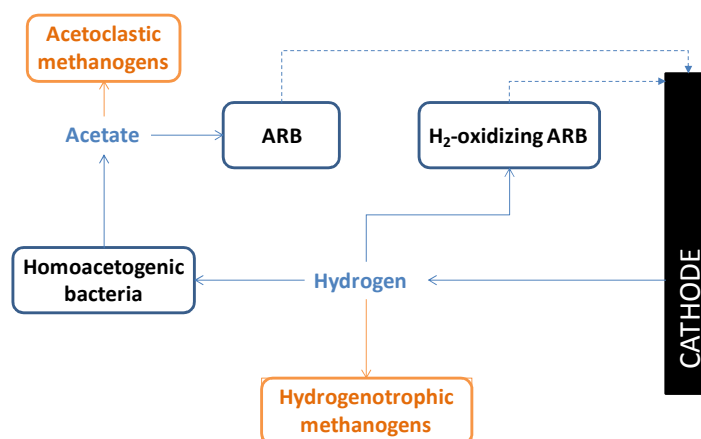 Acetoclastic
methanogens
Acetate
ARB
H₂-oxidizing ARB
Homoacetogenic
bacteria
Hydrogen
CATHODE
Hydrogenotrophic
methanogens